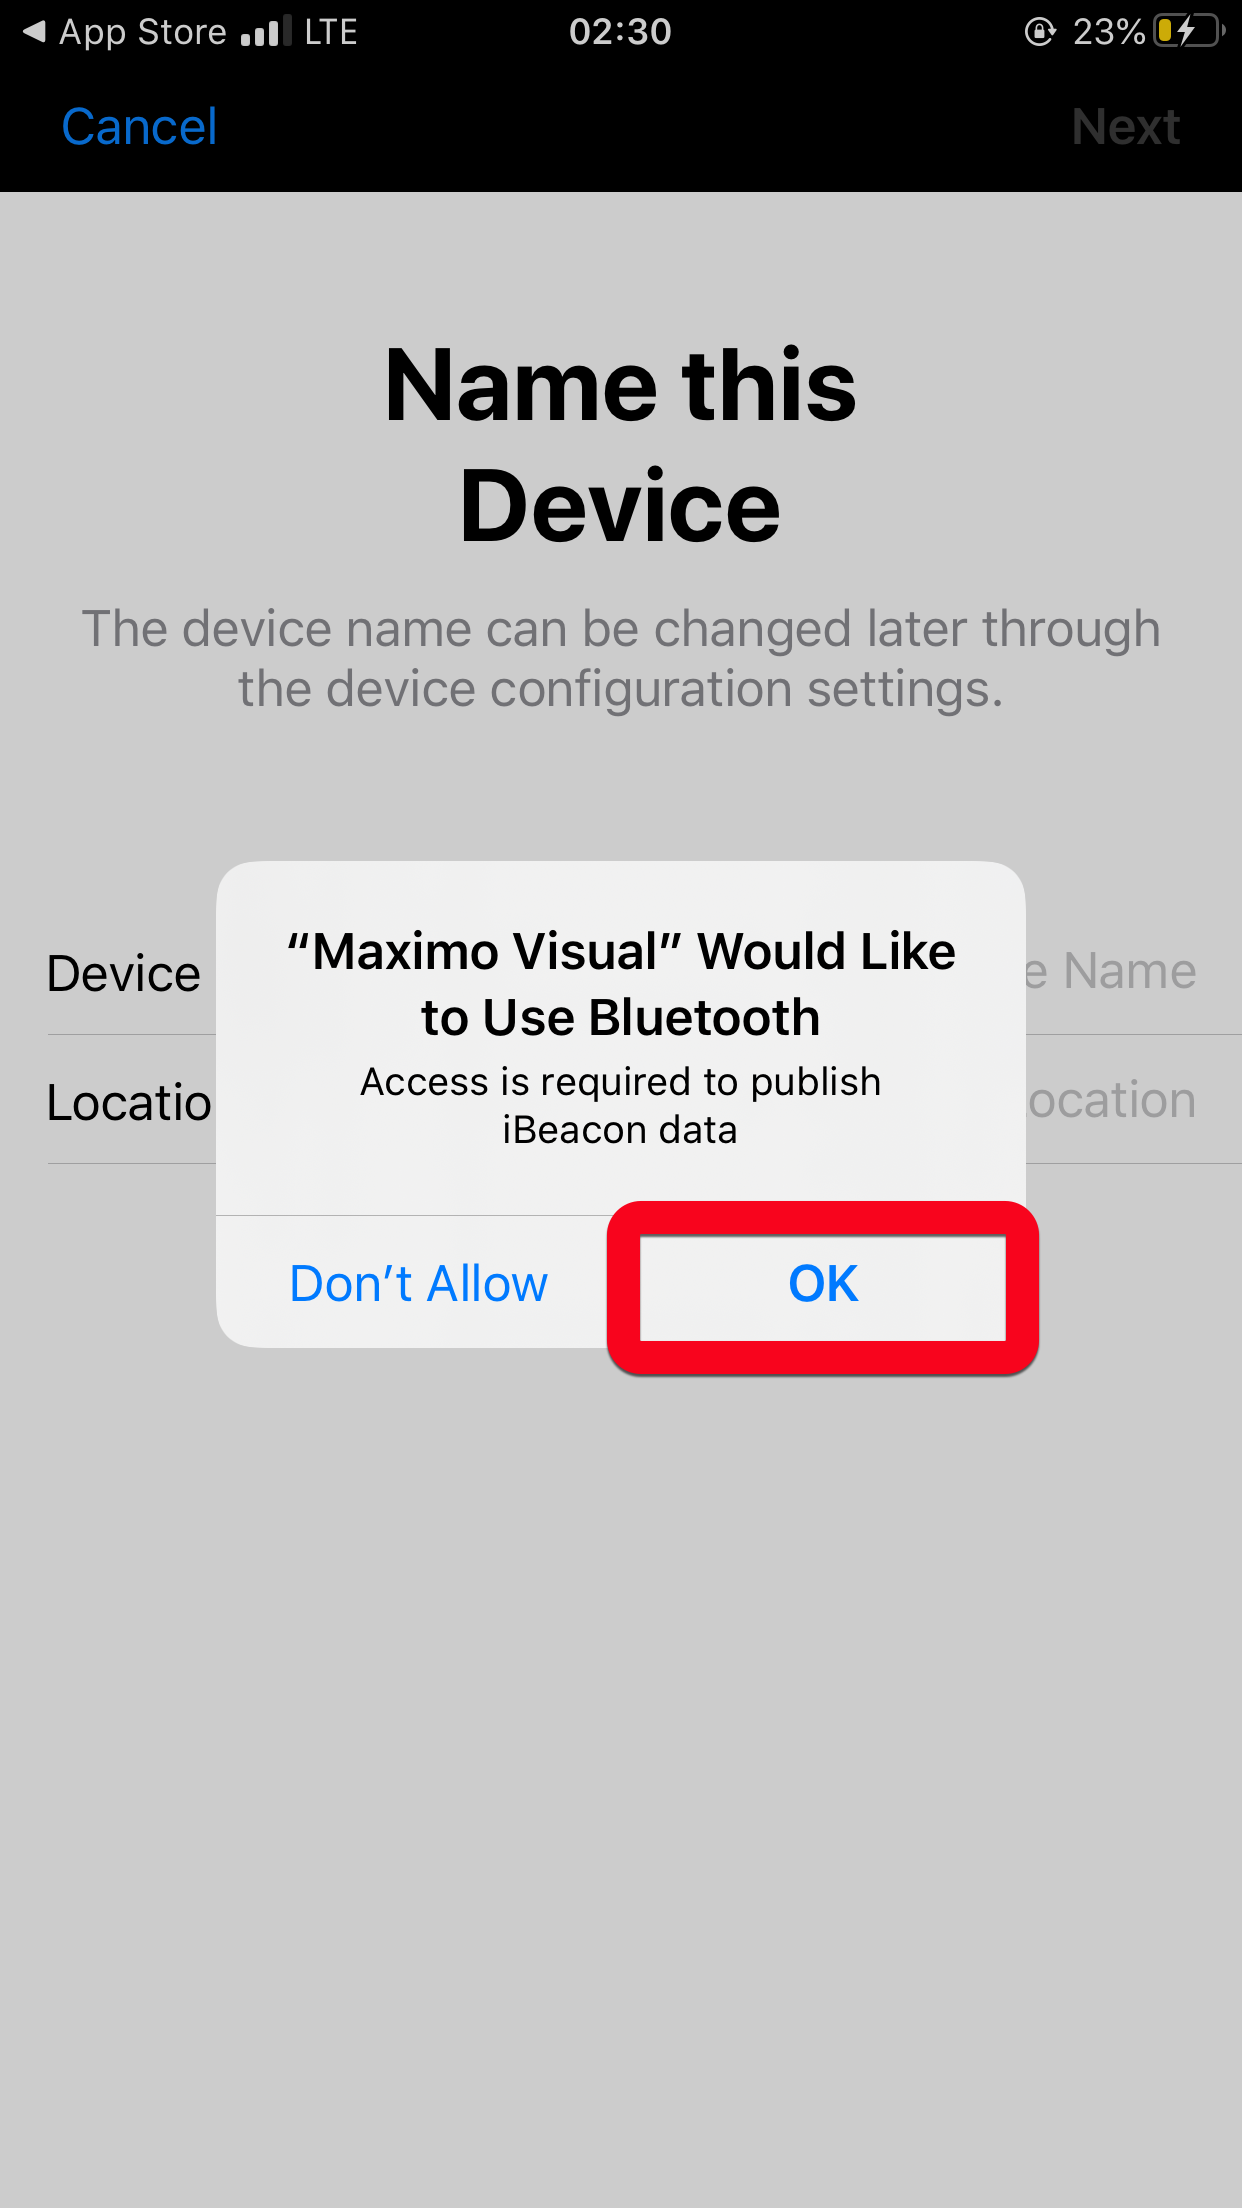 App Store LTE 02:30 23%
Cancel Next
Name this
Device
The device name can be changed later through
the device configuration settings.
“Maximo Visual” Would Like
to Use Bluetooth
Access is required to publish
iBeacon data
Device Name
Locatio ocation
Don’t Allow OK